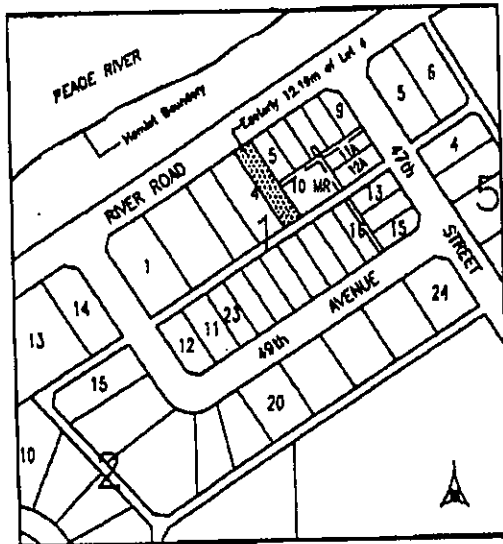 PEACE RIVER
Hamlet Boundary
Easterly 12.19m of Lot 4
RIVER ROAD
9
5
6
5
4
4
5
10
MR
11A
12A
13
47th
STREET
7
16
15
1
14
13
12
11
23
49th
AVENUE
24
15
20
10
2